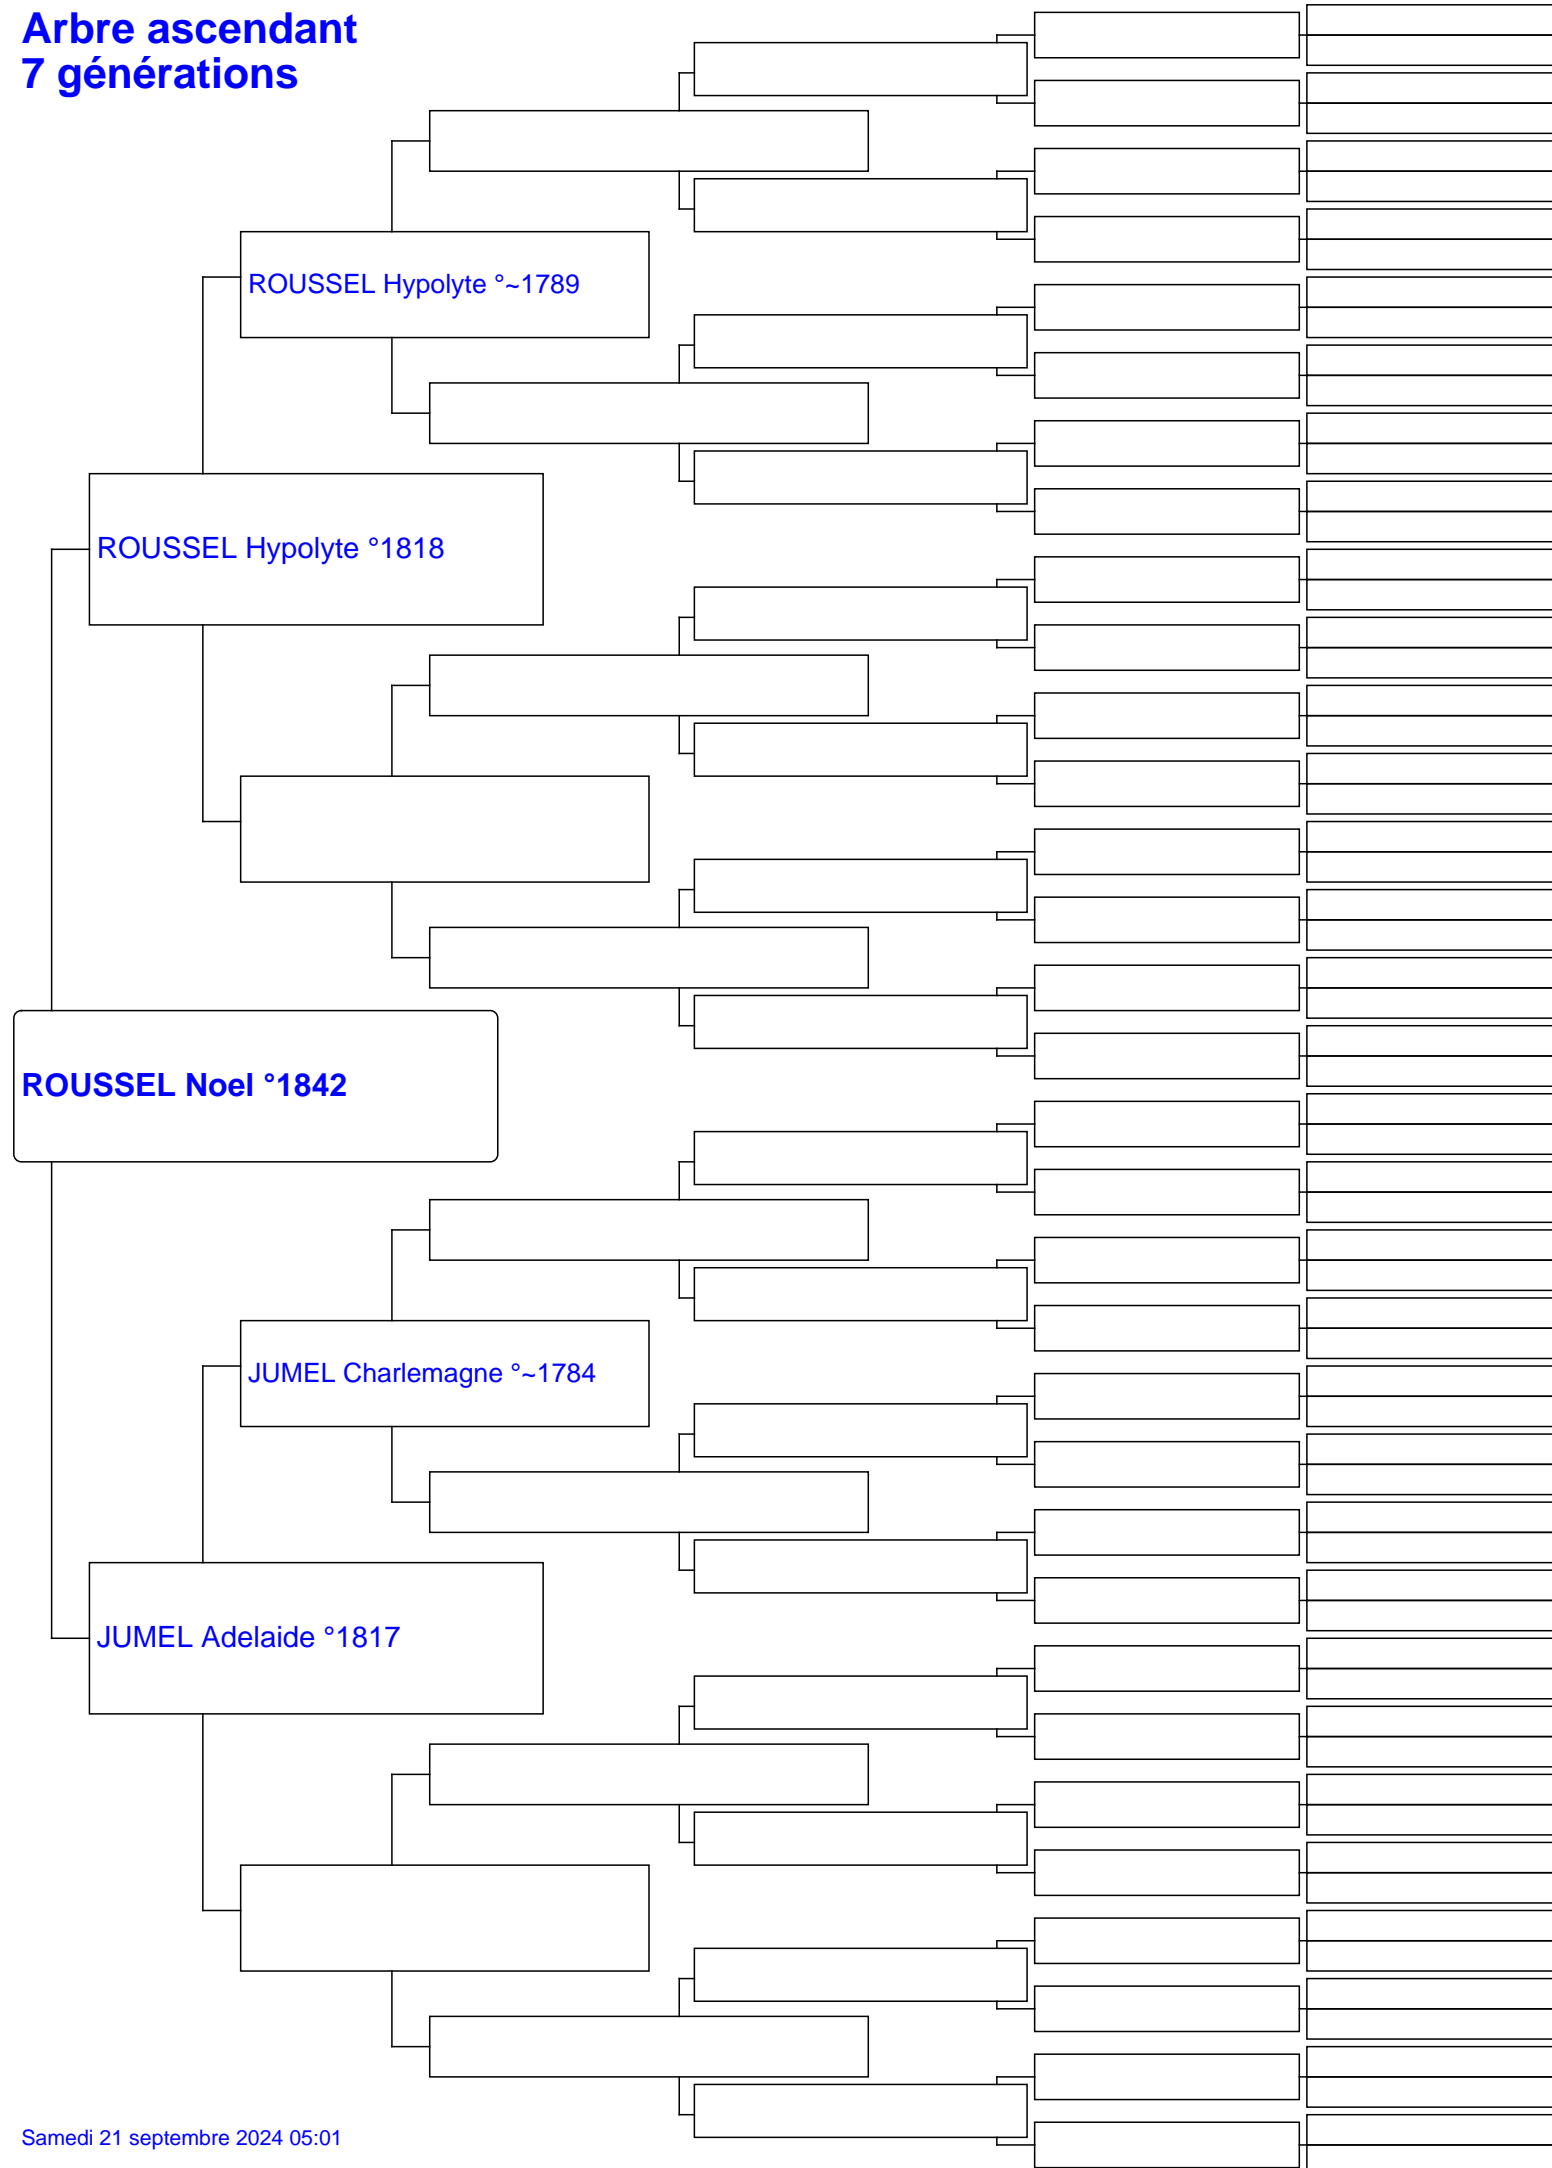 Arbre ascendant
7 générations
ROUSSEL Hypolyte °~1789
ROUSSEL Hypolyte °1818
ROUSSEL Noel °1842
JUMEL Charlemagne °~1784
JUMEL Adelaide °1817
Samedi 21 septembre 2024 05:01